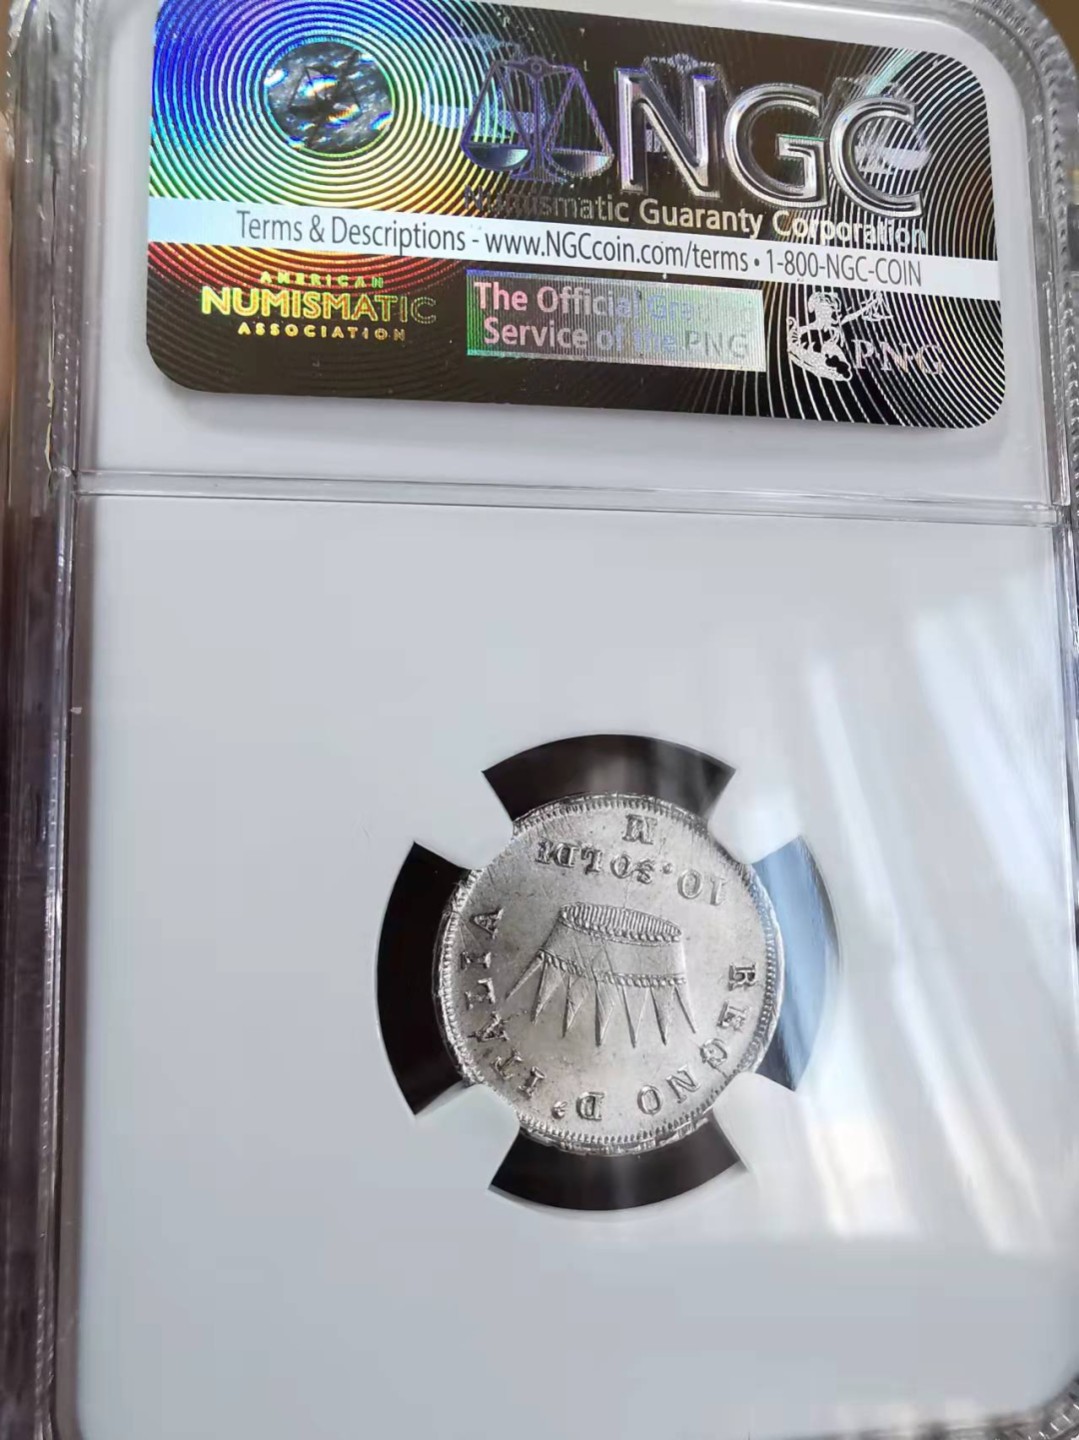 NGC
Numismatic Guaranty Corporation
Terms & Descriptions - www.NGCcoin.com/terms • 1-800-NGC-COIN
AMERICAN
NUMISMATIC
ASSOCIATION
The Official Grading
Service of the PNG
PNG
REGNO D'ITALIA
10•SOLDI
M